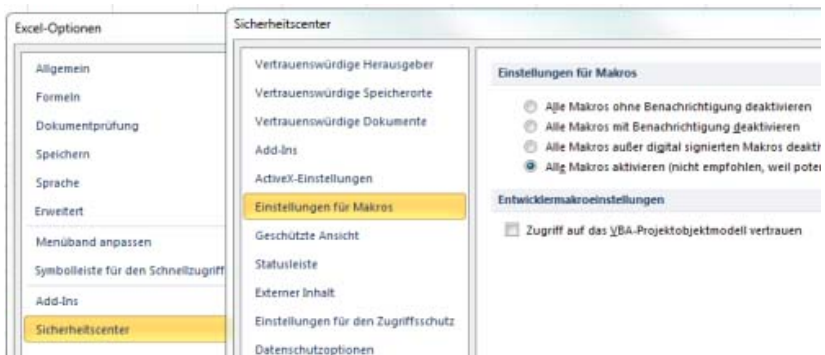 Excel-Optionen
Allgemein
Formeln
Dokumentprüfung
Speichern
Sprache
Erweitert
Menüband anpassen
Symbolleiste für den Schnellzugriff
Add-Ins
Sicherheitscenter
Sicherheitscenter
Vertrauenswürdige Herausgeber
Vertrauenswürdige Speicherorte
Vertrauenswürdige Dokumente
Add-Ins
ActiveX-Einstellungen
Einstellungen für Makros
Geschützte Ansicht
Statusleiste
Externer Inhalt
Einstellungen für den Zugriffsschutz
Datenschutzoptionen
Einstellungen für Makros
Alle Makros ohne Benachrichtigung deaktivieren
Alle Makros mit Benachrichtigung deaktivieren
Alle Makros außer digital signierten Makros deakti
Alle Makros aktivieren (nicht empfohlen, weil pote
Entwicklermakroeinstellungen
Zugriff auf das VBA-Projektobjektmodell vertrauen